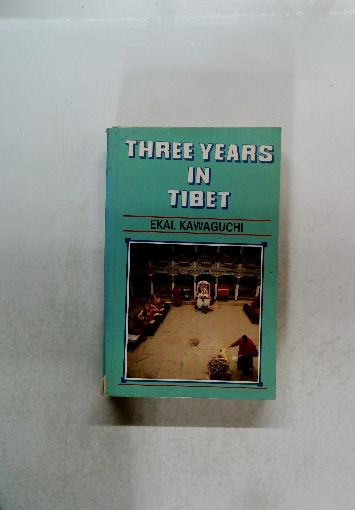 THREE YEARS
IN
TIBET
EKAI. KAWAGUCHI